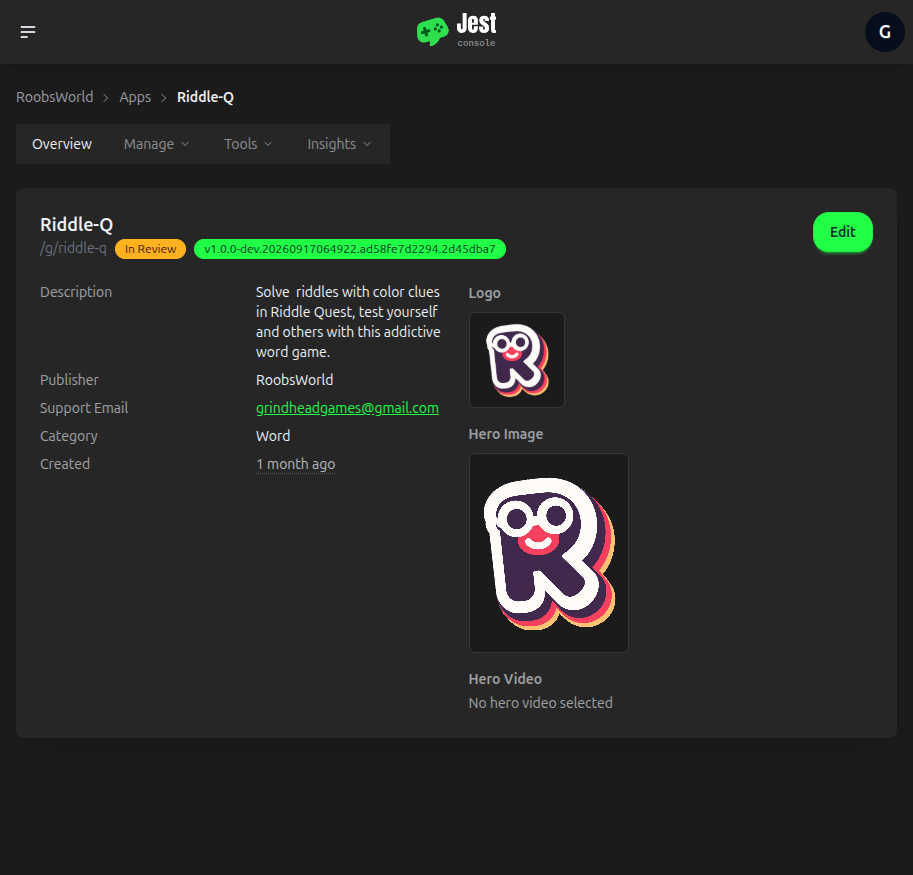 Jest
console
G
RoobsWorld > Apps > Riddle-Q
Overview Manage Tools Insights
Riddle-Q
Edit
/g/riddle-q In Review v1.0.0-dev.20260917064922.ad58fe7d2294.2d45dba7
Description
Solve  riddles with color clues
in Riddle Quest, test yourself
and others with this addictive
word game.
Publisher RoobsWorld
Support Email grindheadgames@gmail.com
Category Word
Created 1 month ago
Logo
R
Hero Image
R
Hero Video
No hero video selected